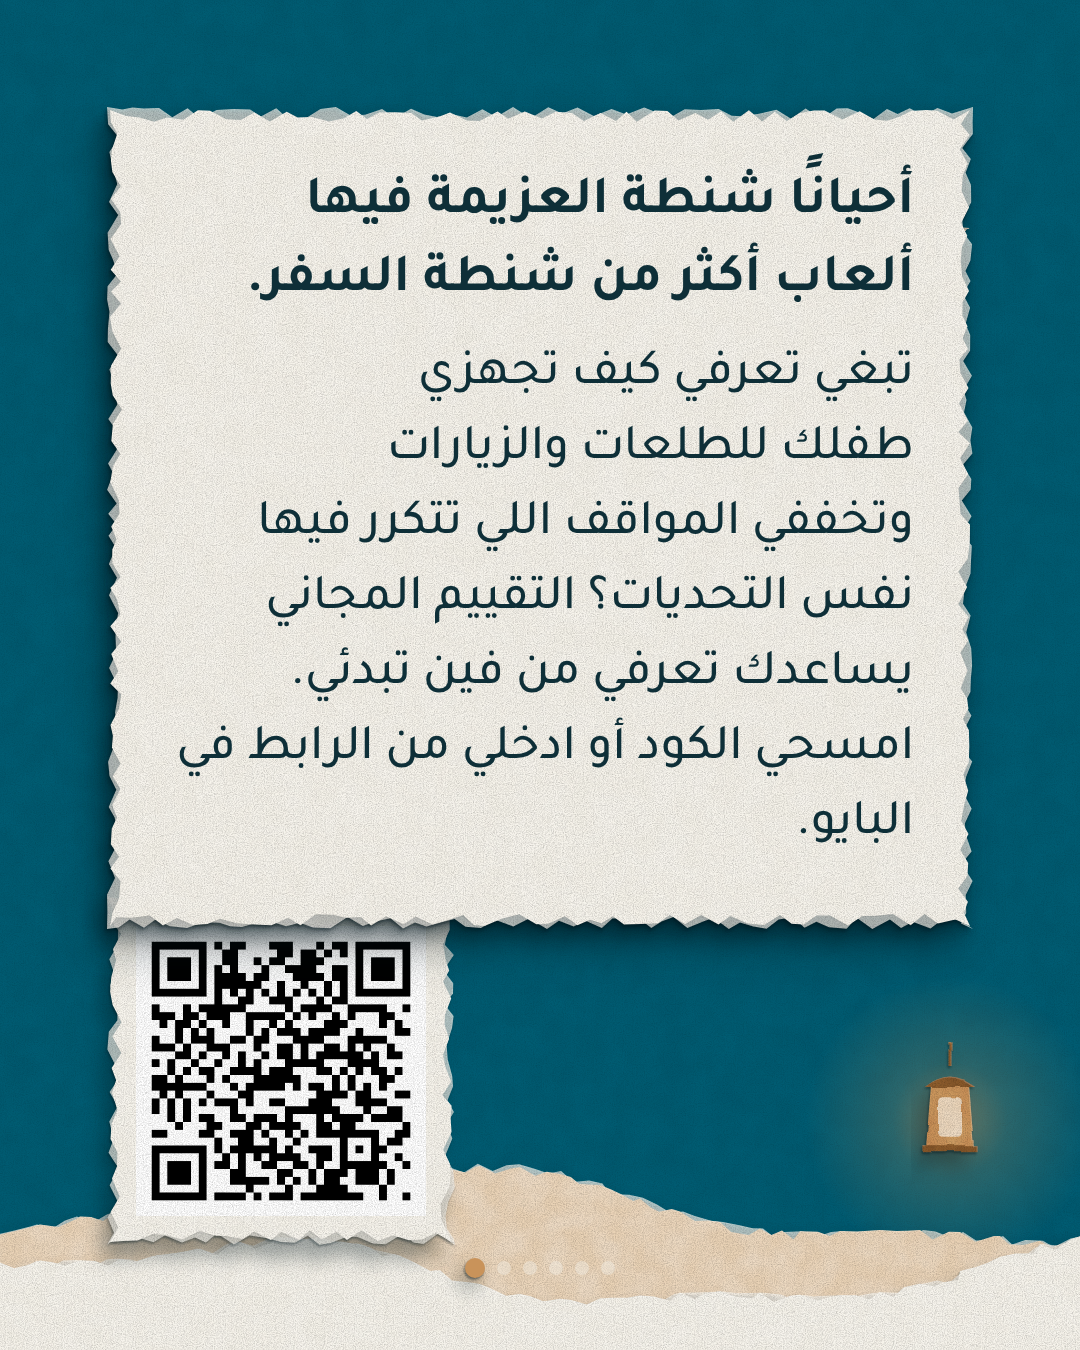 أحيانًا شنطة العزيمة فيها
ألعاب أكثر من شنطة السفر.
تبغي تعرفي كيف تجهزي
طفلك للطلعات والزيارات
وتخففي المواقف اللي تتكرر فيها
نفس التحديات؟ التقييم المجاني
يساعدك تعرفي من فين تبدئي.
امسحي الكود أو ادخلي من الرابط في
البايو.